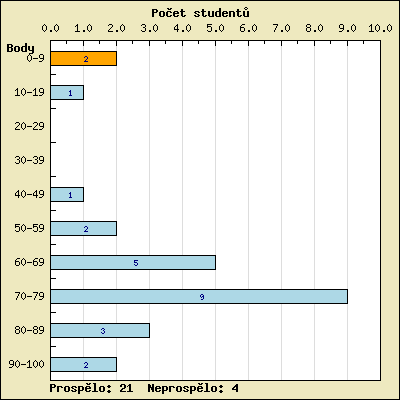 Počet studentů
0.0 1.0 2.0 3.0 4.0 5.0 6.0 7.0 8.0 9.0 10.0
Body
0-9 2
10-19 1
20-29
30-39
40-49 1
50-59 2
60-69 5
70-79 9
80-89 3
90-100 2
Prospělo: 21 Neprospělo: 4